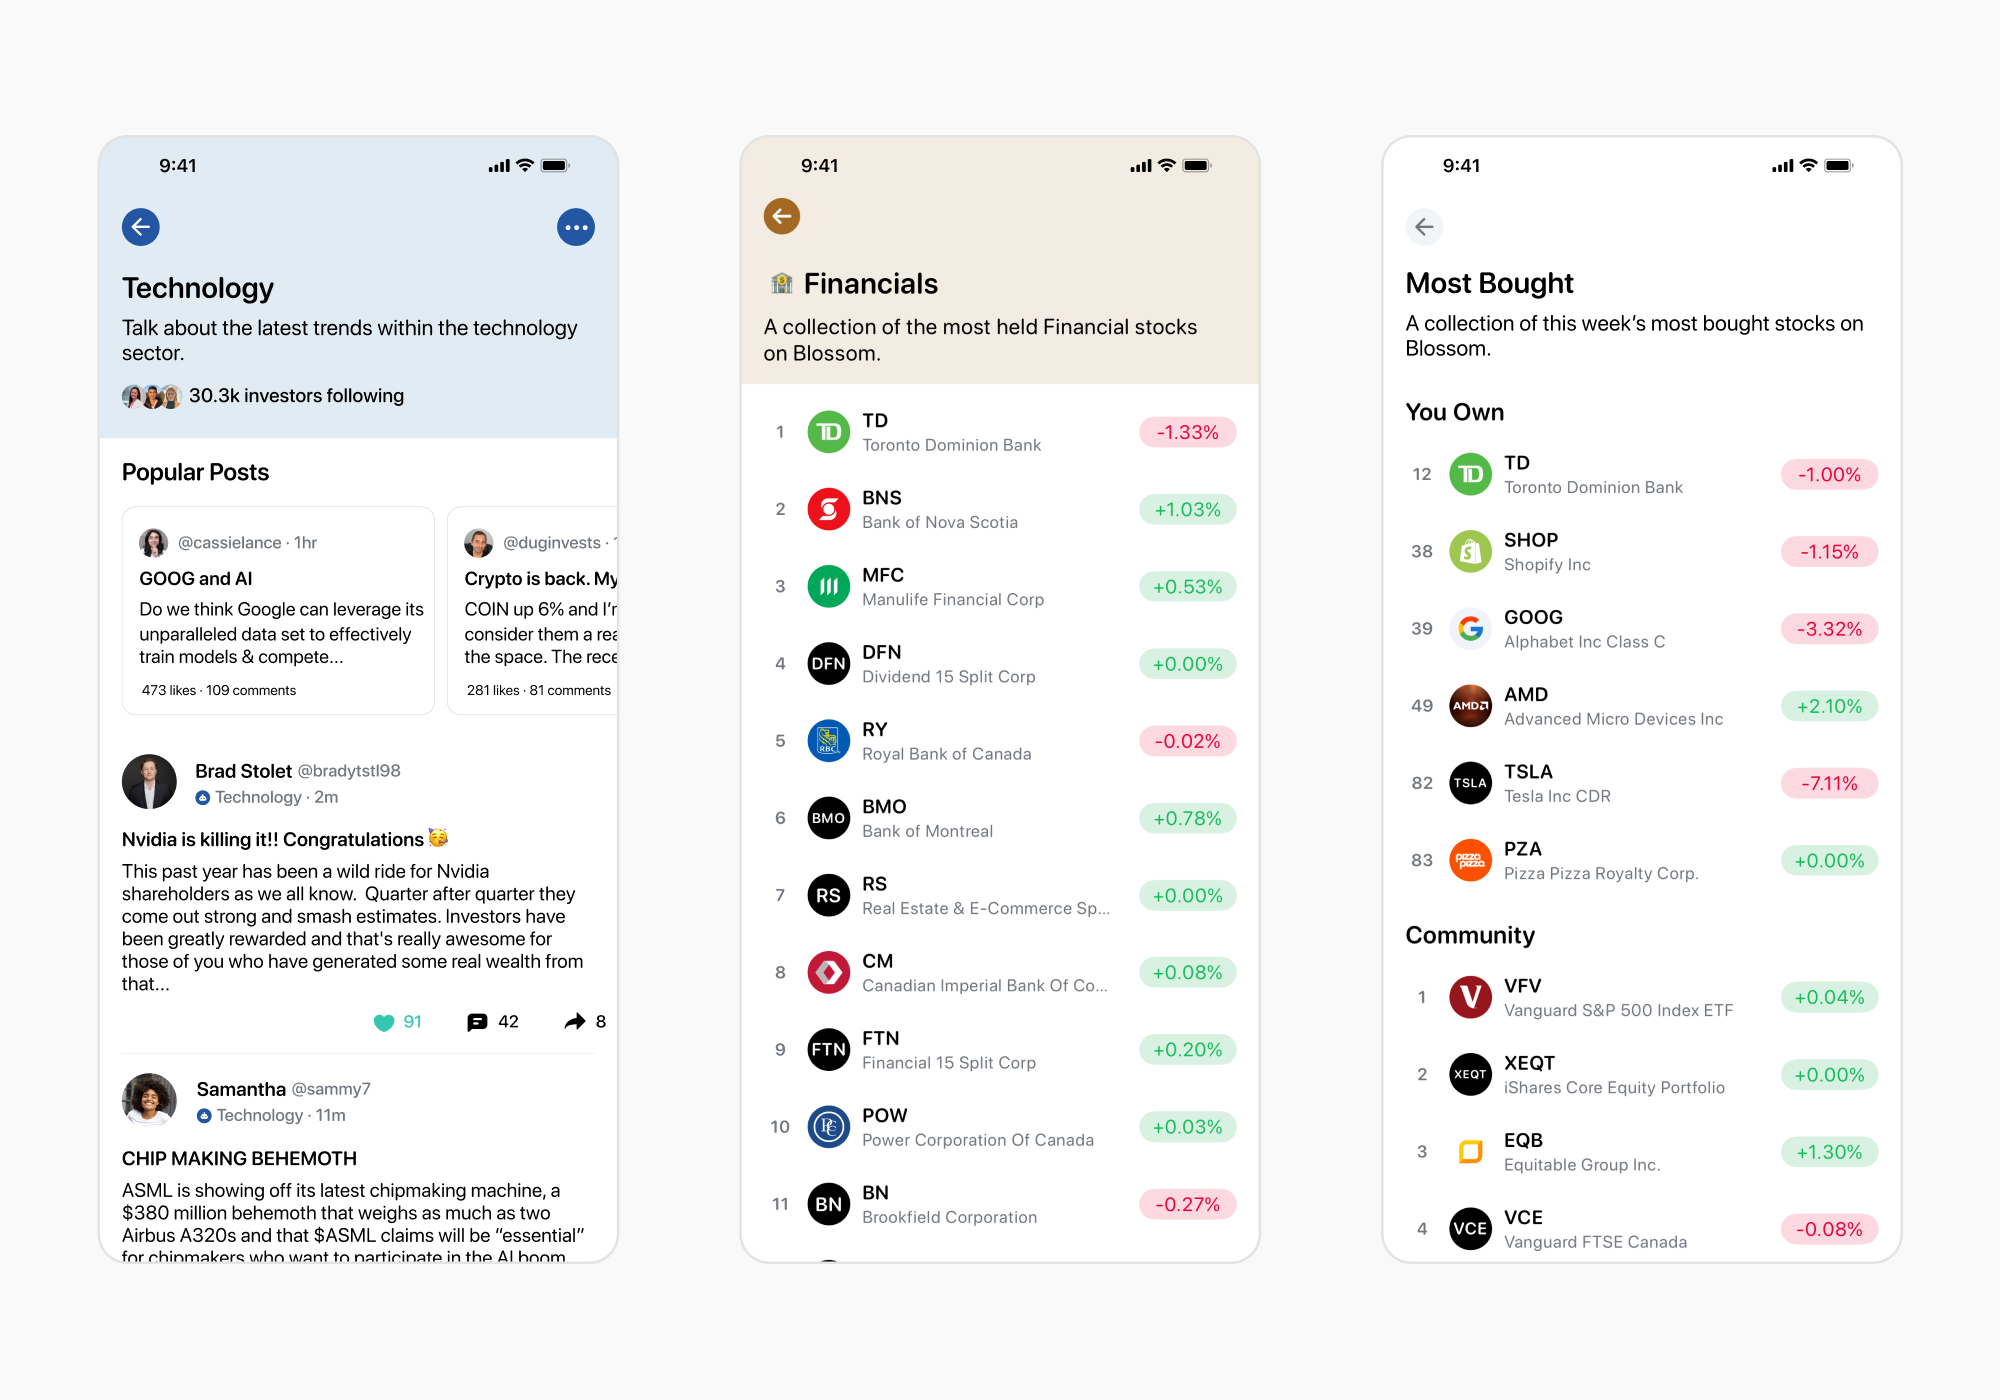 9:41
Technology
Talk about the latest trends within the technology
sector.
30.3k investors following
Popular Posts
@cassielance · 1hr
GOOG and AI
Do we think Google can leverage its
unparalleled data set to effectively
train models & compete...
473 likes · 109 comments
@duginvests ·
Crypto is back. My
COIN up 6% and I'r
consider them a rea
the space. The rece
281 likes · 81 comments
Brad Stolet @bradytstl98
Technology · 2m
Nvidia is killing it!! Congratulations 🥳
This past year has been a wild ride for Nvidia
shareholders as we all know.  Quarter after quarter they
come out strong and smash estimates. Investors have
been greatly rewarded and that's really awesome for
those of you who have generated some real wealth from
that...
91 42 8
Samantha @sammy7
Technology · 11m
CHIP MAKING BEHEMOTH
ASML is showing off its latest chipmaking machine, a
$380 million behemoth that weighs as much as two
Airbus A320s and that $ASML claims will be “essential”
for chipmakers who want to participate in the AI boom
9:41
Financials
A collection of the most held Financial stocks
on Blossom.
1 TD TD -1.33%
Toronto Dominion Bank
2 BNS +1.03%
Bank of Nova Scotia
3 MFC +0.53%
Manulife Financial Corp
4 DFN DFN +0.00%
Dividend 15 Split Corp
5 RBC RY -0.02%
Royal Bank of Canada
6 BMO BMO +0.78%
Bank of Montreal
7 RS RS +0.00%
Real Estate & E-Commerce Sp...
8 CM +0.08%
Canadian Imperial Bank Of Co...
9 FTN FTN +0.20%
Financial 15 Split Corp
10 POW +0.03%
Power Corporation Of Canada
11 BN BN -0.27%
Brookfield Corporation
9:41
Most Bought
A collection of this week’s most bought stocks on
Blossom.
You Own
12 TD TD -1.00%
Toronto Dominion Bank
38 SHOP -1.15%
Shopify Inc
39 GOOG -3.32%
Alphabet Inc Class C
49 AMD AMD +2.10%
Advanced Micro Devices Inc
82 TSLA TSLA -7.11%
Tesla Inc CDR
83 pizza pizza PZA +0.00%
Pizza Pizza Royalty Corp.
Community
1 V VFV +0.04%
Vanguard S&P 500 Index ETF
2 XEQT XEQT +0.00%
iShares Core Equity Portfolio
3 EQB +1.30%
Equitable Group Inc.
4 VCE VCE -0.08%
Vanguard FTSE Canada